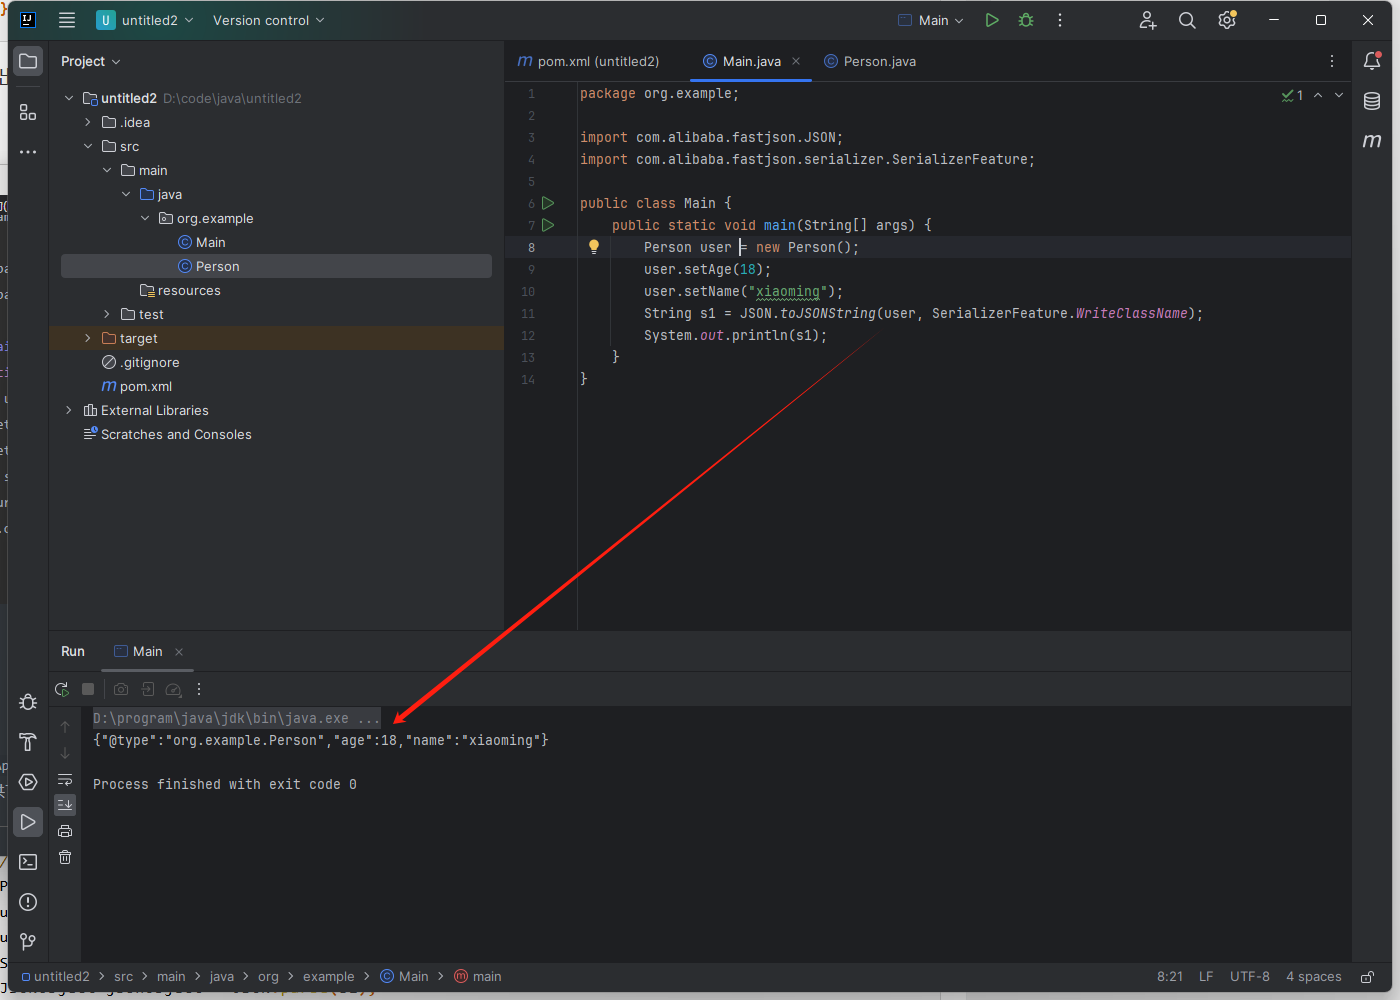 untitled2 Version control Main
Project
pom.xml (untitled2) Main.java Person.java
untitled2 D:\code\java\untitled2
.idea
src
main
java
org.example
Main
Person
resources
test
target
.gitignore
pom.xml
External Libraries
Scratches and Consoles
1
1 package org.example;
2
3 import com.alibaba.fastjson.JSON;
4 import com.alibaba.fastjson.serializer.SerializerFeature;
5
6 public class Main {
7 public static void main(String[] args) {
8 Person user = new Person();
9 user.setAge(18);
10 user.setName("xiaoming");
11 String s1 = JSON.toJSONString(user, SerializerFeature.WriteClassName);
12 System.out.println(s1);
13 }
14 }
Run Main
D:\program\java\jdk\bin\java.exe ...
{"@type":"org.example.Person","age":18,"name":"xiaoming"}
Process finished with exit code 0
untitled2 > src > main > java > org > example > Main > main 8:21 LF UTF-8 4 spaces